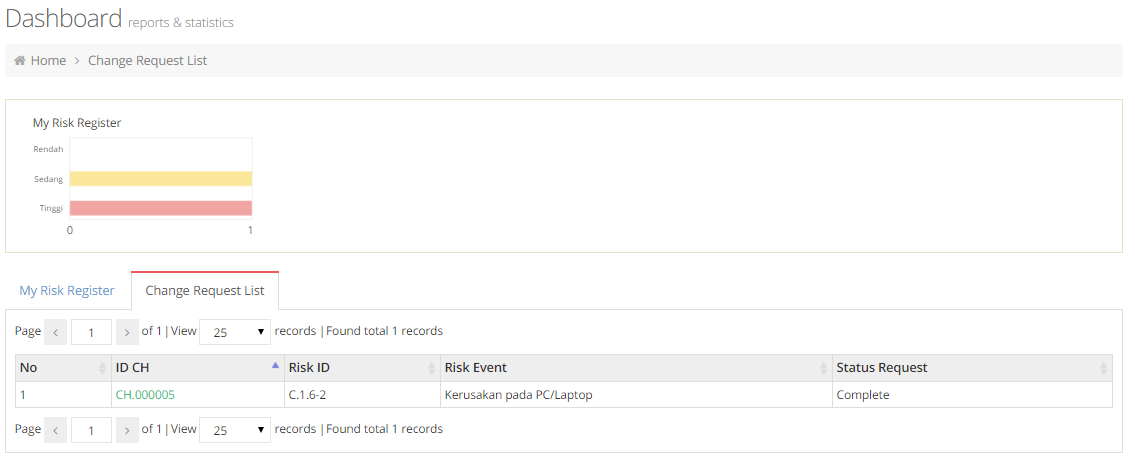 Dashboard reports & statistics
Home > Change Request List
My Risk Register
Rendah
Sedang
Tinggi
0 1
My Risk Register Change Request List
Page < 1 > of 1 | View 25 records | Found total 1 records
No ID CH Risk ID Risk Event Status Request
1 CH.000005 C.1.6-2 Kerusakan pada PC/Laptop Complete
Page < 1 > of 1 | View 25 records | Found total 1 records